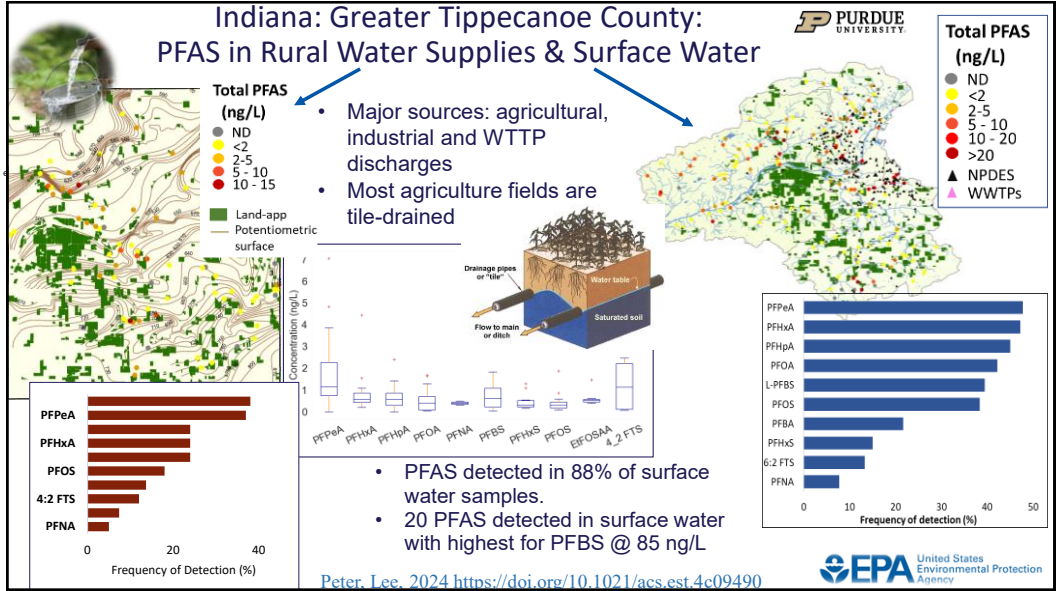 Indiana: Greater Tippecanoe County:
PFAS in Rural Water Supplies & Surface Water
PURDUE
UNIVERSITY
Total PFAS
(ng/L)
ND
<2
2-5
5 - 10
10 - 15
Land-app
Potentiometric
surface
• Major sources: agricultural,
industrial and WTTP
discharges
• Most agriculture fields are
tile-drained
Total PFAS
(ng/L)
ND
<2
2-5
5 - 10
10 - 20
>20
NPDES
WWTPs
Drainage pipes
or "tile"
Water table
Saturated soil
Flow to main
or ditch
Concentration (ng/L)
7
6
5
4
3
2
1
0
PFPeA
PFHxA
PFHpA
PFOA
PFNA
PFBS
PFHxS
PFOS
EtFOSAA
4_2 FTS
PFPeA
PFHxA
PFOS
4:2 FTS
PFNA
0 20 40
Frequency of Detection (%)
PFPeA
PFHxA
PFHpA
PFOA
L-PFBS
PFOS
PFBA
PFHxS
6:2 FTS
PFNA
0 10 20 30 40 50
Frequency of detection (%)
• PFAS detected in 88% of surface
water samples.
• 20 PFAS detected in surface water
with highest for PFBS @ 85 ng/L
Peter, Lee, 2024 https://doi.org/10.1021/acs.est.4c09490
EPA
United States
Environmental Protection
Agency